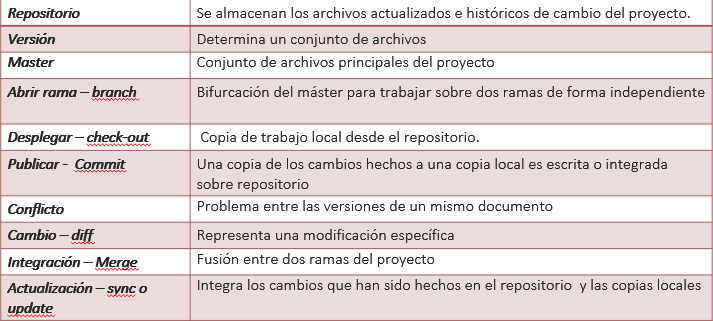 Repositorio
Se almacenan los archivos actualizados e históricos de cambio del proyecto.
Versión
Determina un conjunto de archivos
Master
Conjunto de archivos principales del proyecto
Abrir rama – branch
Bifurcación del máster para trabajar sobre dos ramas de forma independiente
Desplegar – check-out
Copia de trabajo local desde el repositorio.
Publicar - Commit
Una copia de los cambios hechos a una copia local es escrita o integrada
sobre repositorio
Conflicto
Problema entre las versiones de un mismo documento
Cambio – diff
Representa una modificación específica
Integración – Merge
Fusión entre dos ramas del proyecto
Actualización – sync o
update
Integra los cambios que han sido hechos en el repositorio y las copias locales